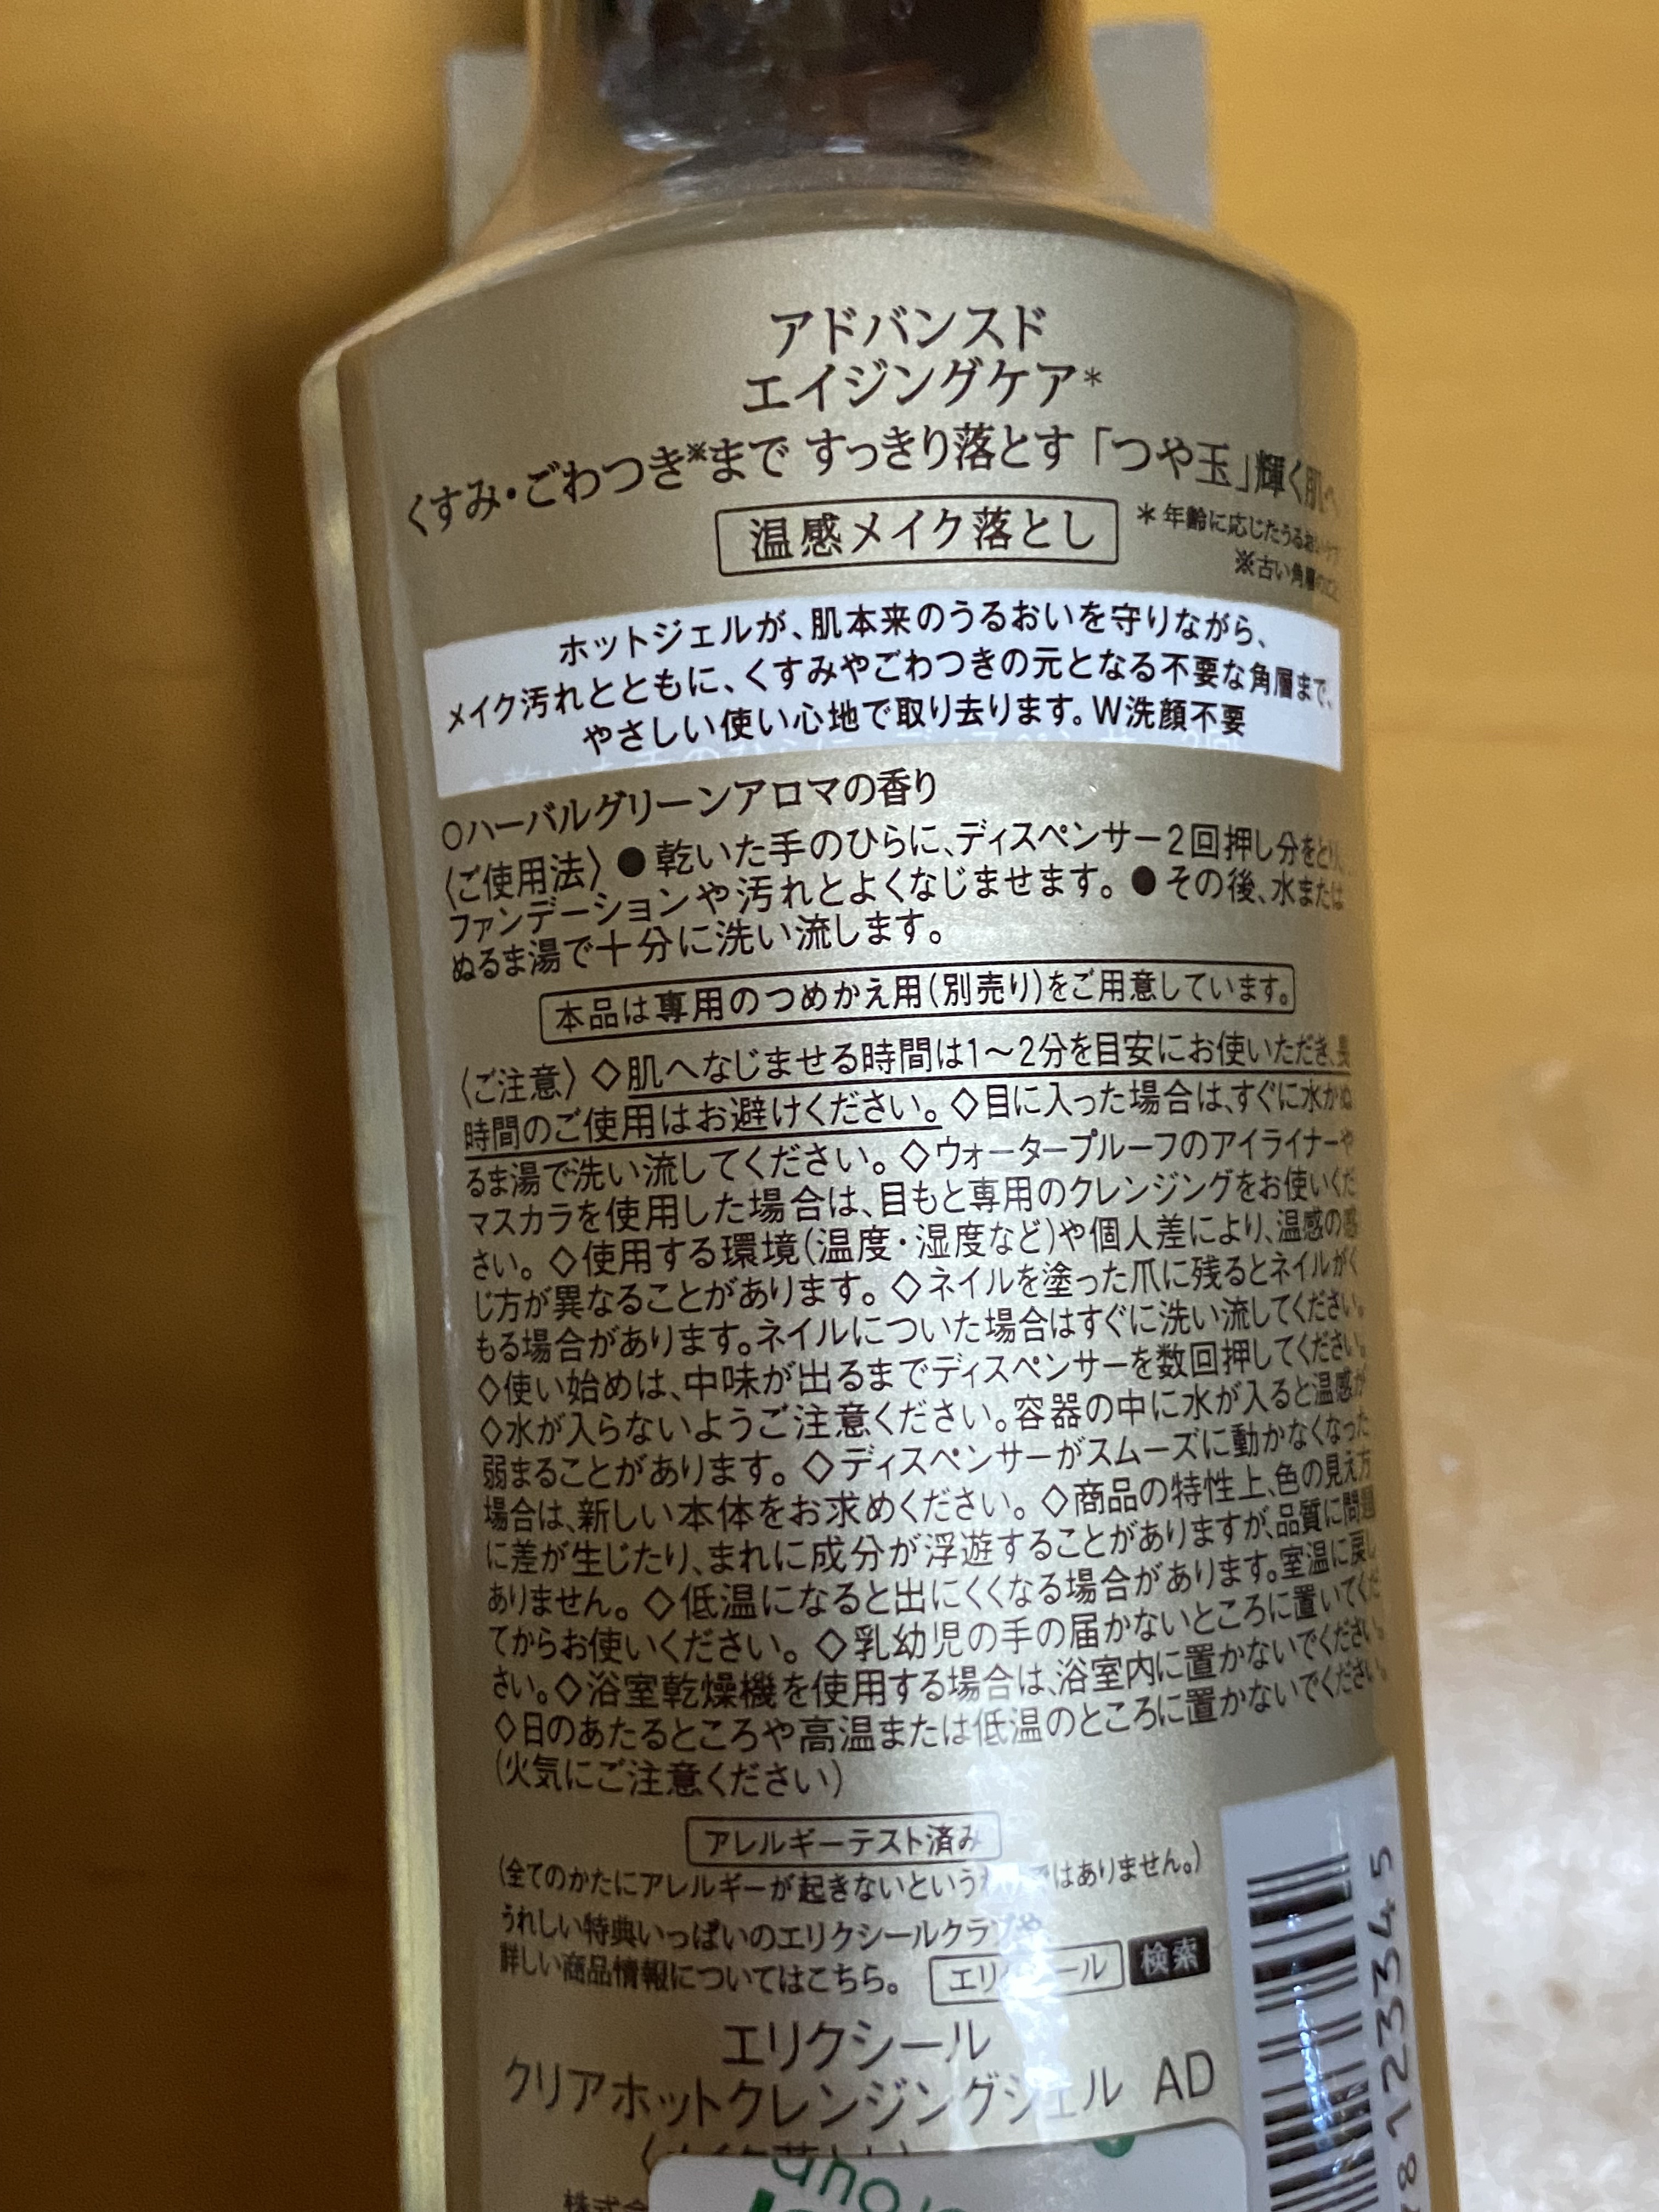 アドバンスド
エイジングケア*
くすみ・ごわつき※まで すっきり落とす「つや玉」輝く肌へ
温感メイク落とし
*年齢に応じたうるおいケア
※古い角層の
ホットジェルが、肌本来のうるおいを守りながら、
メイク汚れとともに、くすみやごわつきの元となる不要な角層まで、
やさしい使い心地で取り去ります。W洗顔不要
○ハーバルグリーンアロマの香り
〈ご使用法〉●乾いた手のひらに、ディスペンサー2回押し分をとり、
ファンデーションや汚れとよくなじませます。●その後、水または
ぬるま湯で十分に洗い流します。
本品は専用のつめかえ用(別売り)をご用意しています。
〈ご注意〉◇肌へなじませる時間は1～2分を目安にお使いただき、長
時間のご使用はお避けください。◇目に入った場合は、すぐに水かぬ
るま湯で洗い流してください。◇ウォータープルーフのアイライナーや
マスカラを使用した場合は、目もと専用のクレンジングをお使いくだ
さい。◇使用する環境(温度・湿度など)や個人差により、温感の感
じ方が異なることがあります。◇ネイルを塗った爪に残るとネイルがく
もる場合があります。ネイルについた場合はすぐに洗い流してください。
◇使い始めは、中味が出るまでディスペンサーを数回押してください。
◇水が入らないようご注意ください。容器の中に水が入ると温感が
弱まることがあります。◇ディスペンサーがスムーズに動かなくなった
場合は、新しい本体をお求めください。◇商品の特性上、色の見え方
に差が生じたり、まれに成分が浮遊することがありますが、品質に問題
ありません。◇低温になると出にくくなる場合があります。室温に戻し
てからお使いください。◇乳幼児の手の届かないところに置いてくだ
さい。◇浴室乾燥機を使用する場合は、浴室内に置かないでください。
◇日のあたるところや高温または低温のところに置かないでください。
(火気にご注意ください)
アレルギーテスト済み
(全てのかたにアレルギーが起きないというわけではありません。)
うれしい特典いっぱいのエリクシールクラブや
詳しい商品情報についてはこちら。 エリクシール 検索
エリクシール
クリアホットクレンジングジェル AD
〈メイク落とし〉
812345